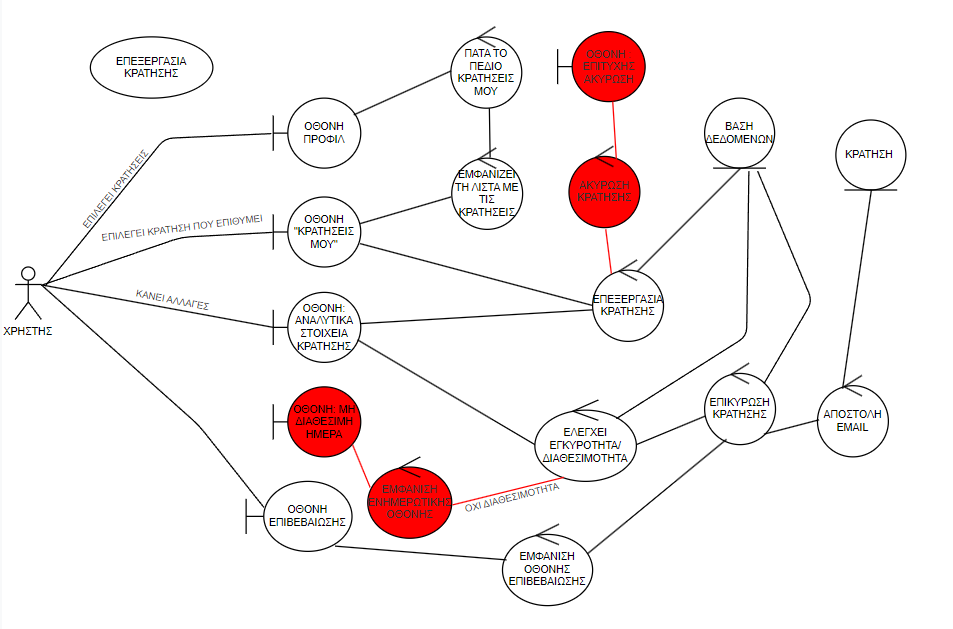 ΕΠΕΞΕΡΓΑΣΙΑ
ΚΡΑΤΗΣΗΣ
ΠΑΤΑ ΤΟ
ΠΕΔΙΟ
ΚΡΑΤΗΣΕΙΣ
ΜΟΥ
ΟΘΟΝΗ:
ΕΠΙΤΥΧΗΣ
ΑΚΥΡΩΣΗ
ΟΘΟΝΗ
ΠΡΟΦΙΛ
ΒΑΣΗ
ΔΕΔΟΜΕΝΩΝ
ΚΡΑΤΗΣΗ
ΕΠΙΛΕΓΕΙ ΚΡΑΤΗΣΕΙΣ
ΕΜΦΑΝΙΖΕΙ
ΤΗ ΛΙΣΤΑ ΜΕ
ΤΙΣ
ΚΡΑΤΗΣΕΙΣ
ΑΚΥΡΩΣΗ
ΚΡΑΤΗΣΗΣ
ΕΠΙΛΕΓΕΙ ΚΡΑΤΗΣΗ ΠΟΥ ΕΠΙΘΥΜΕΙ
ΟΘΟΝΗ
"ΚΡΑΤΗΣΕΙΣ
ΜΟΥ"
ΧΡΗΣΤΗΣ
ΚΑΝΕΙ ΑΛΛΑΓΕΣ
ΟΘΟΝΗ:
ΑΝΑΛΥΤΙΚΑ
ΣΤΟΙΧΕΙΑ
ΚΡΑΤΗΣΗΣ
ΕΠΕΞΕΡΓΑΣΙΑ
ΚΡΑΤΗΣΗΣ
ΟΘΟΝΗ: ΜΗ
ΔΙΑΘΕΣΙΜΗ
ΗΜΕΡΑ
ΕΛΕΓΧΕΙ
ΕΓΚΥΡΟΤΗΤΑ/
ΔΙΑΘΕΣΙΜΟΤΗΤΑ
ΕΠΙΚΥΡΩΣΗ
ΚΡΑΤΗΣΗΣ
ΑΠΟΣΤΟΛΗ
EMAIL
ΕΜΦΑΝΙΣΗ
ΕΝΗΜΕΡΩΤΙΚΗΣ
ΟΘΟΝΗΣ
ΟΧΙ ΔΙΑΘΕΣΙΜΟΤΗΤΑ
ΟΘΟΝΗ
ΕΠΙΒΕΒΑΙΩΣΗΣ
ΕΜΦΑΝΙΣΗ
ΟΘΟΝΗΣ
ΕΠΙΒΕΒΑΙΩΣΗΣ